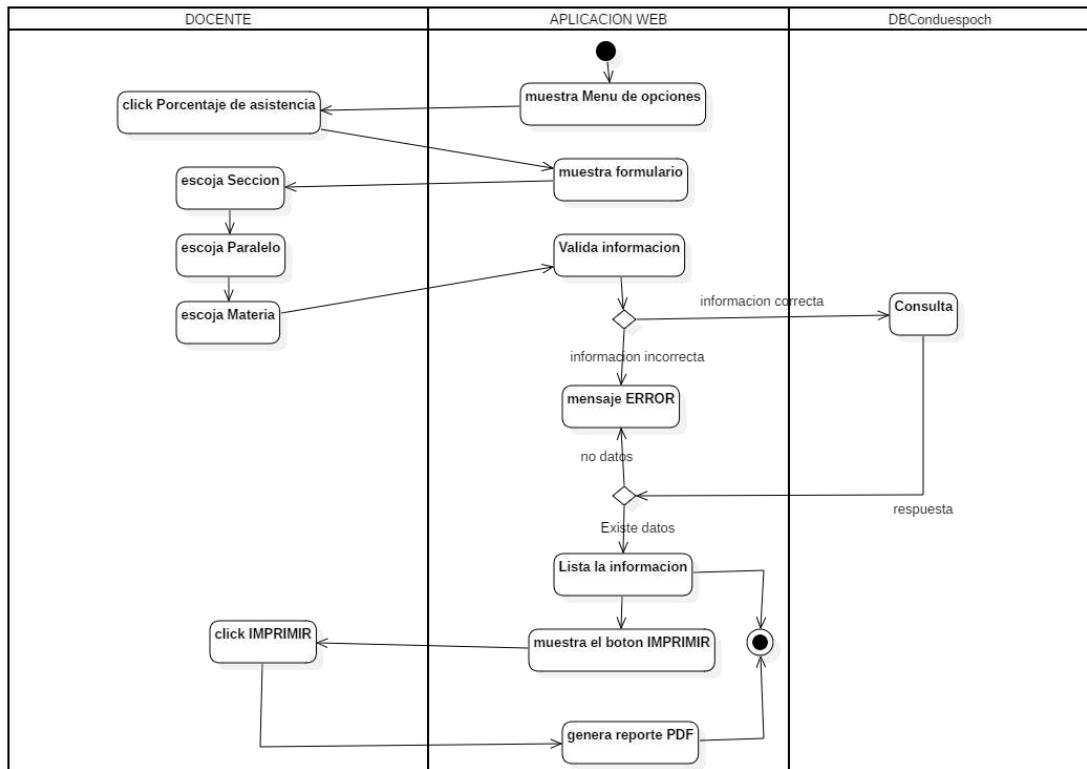 DOCENTE
APLICACION WEB
DBConduespoch
muestra Menu de opciones
click Porcentaje de asistencia
muestra formulario
escoja Seccion
escoja Paralelo
Valida informacion
escoja Materia
informacion correcta
Consulta
informacion incorrecta
mensaje ERROR
no datos
respuesta
Existe datos
Lista la informacion
click IMPRIMIR
muestra el boton IMPRIMIR
genera reporte PDF